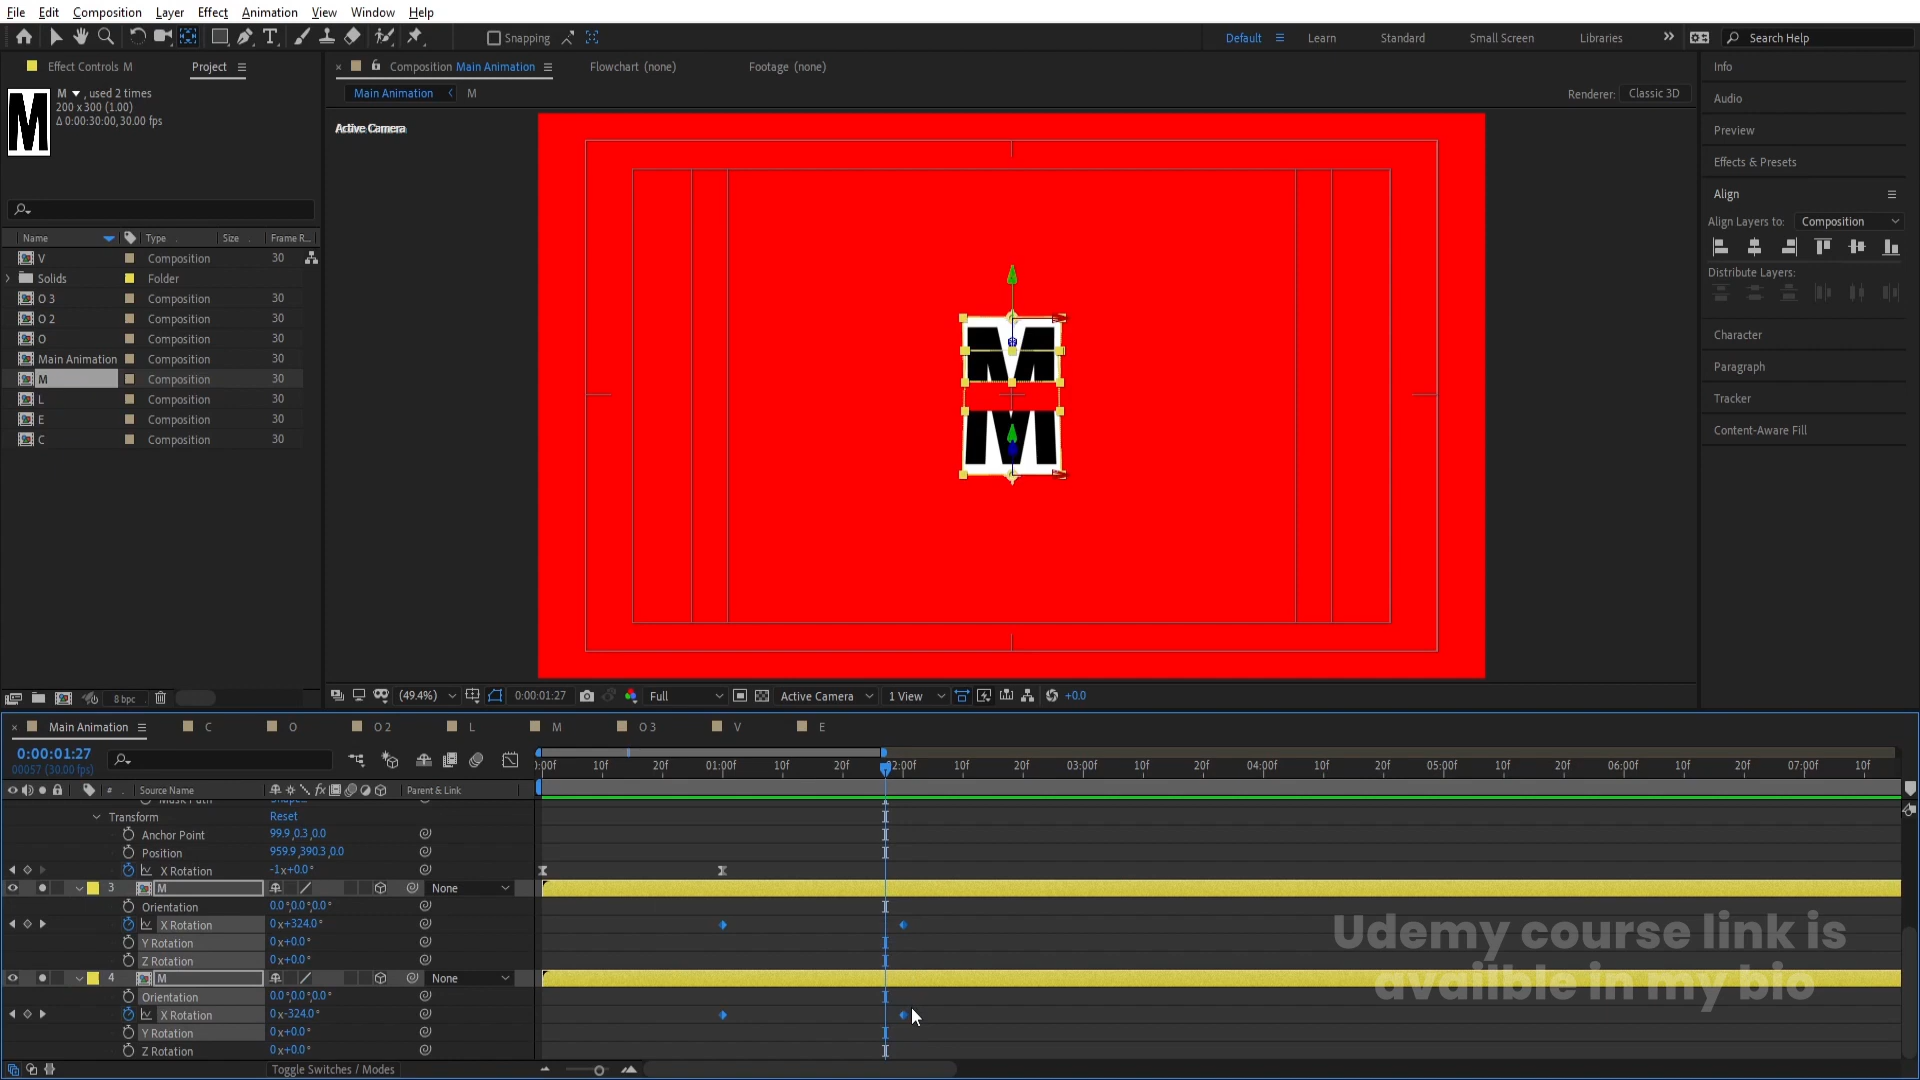 File Edit Composition Layer Effect Animation View Window Help
Snapping
Default Learn Standard Small Screen Libraries Search Help
Effect Controls M Project
M , used 2 times
200 x 300 (1.00)
Δ 0:00:30:00, 30.00 fps
Name Type Size Frame R...
V Composition 30
Solids Folder
O 3 Composition 30
O 2 Composition 30
O Composition 30
Main Animation Composition 30
M Composition 30
L Composition 30
E Composition 30
C Composition 30
8 bpc
Composition Main Animation Flowchart (none) Footage (none)
Main Animation M
Renderer: Classic 3D
Active Camera
M
M
(49.4%) 0:00:01:27 Full Active Camera 1 View +0.0
Info
Audio
Preview
Effects & Presets
Align
Align Layers to: Composition
Distribute Layers:
Character
Paragraph
Tracker
Content-Aware Fill
Main Animation C O O 2 L M O 3 V E
0:00:01:27
00057 (30.00 fps)
):00f 10f 20f 01:00f 10f 20f 02:00f 10f 20f 03:00f 10f 20f 04:00f 10f 20f 05:00f 10f 20f 06:00f 10f 20f 07:00f 10f
# Source Name Parent & Link
Mask Path Shape...
Transform Reset
Anchor Point 99.9,0.3,0.0
Position 959.9,390.3,0.0
X Rotation -1x+0.0°
3 M None
Orientation 0.0°,0.0°,0.0°
X Rotation 0x+324.0°
Y Rotation 0x+0.0°
Z Rotation 0x+0.0°
4 M None
Orientation 0.0°,0.0°,0.0°
X Rotation 0x-324.0°
Y Rotation 0x+0.0°
Z Rotation 0x+0.0°
Toggle Switches / Modes
Udemy course link is
availble in my bio